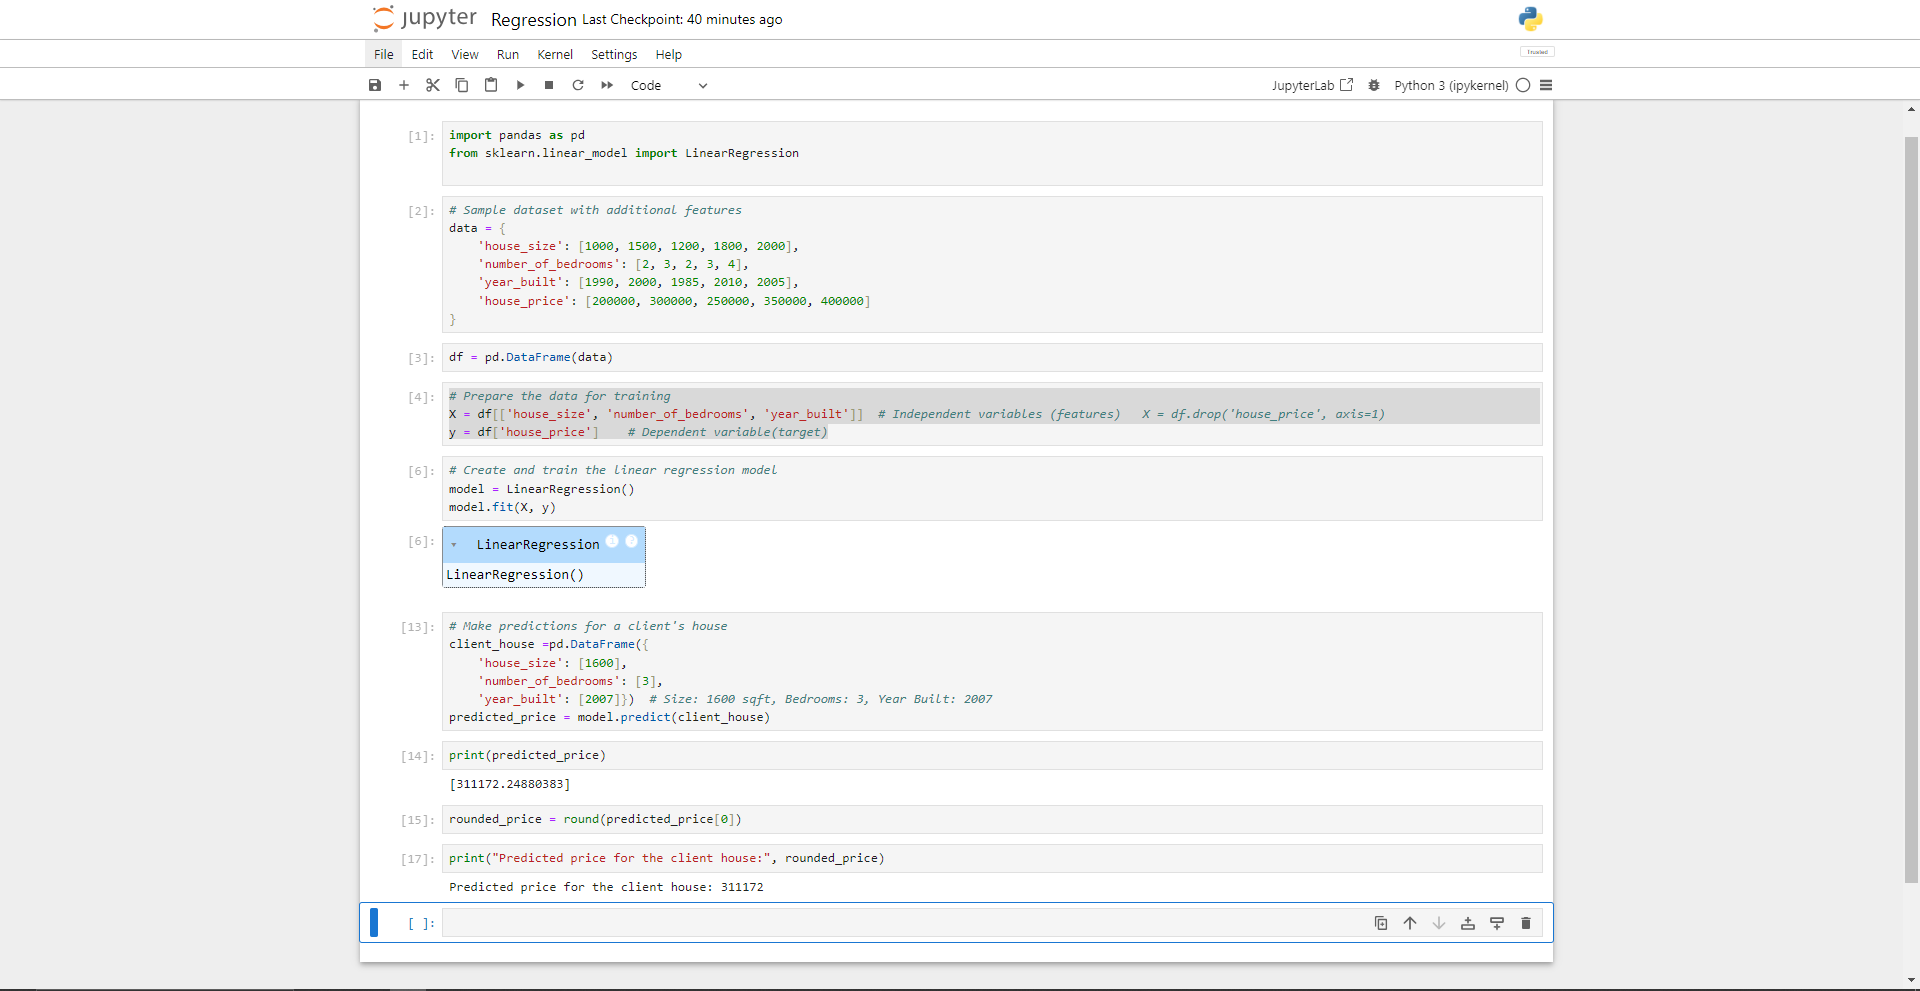 jupyter Regression Last Checkpoint: 40 minutes ago
File Edit View Run Kernel Settings Help
Trusted
Code
JupyterLab Python 3 (ipykernel)
[1]: import pandas as pd
from sklearn.linear_model import LinearRegression
[2]: # Sample dataset with additional features
data = {
    'house_size': [1000, 1500, 1200, 1800, 2000],
    'number_of_bedrooms': [2, 3, 2, 3, 4],
    'year_built': [1990, 2000, 1985, 2010, 2005],
    'house_price': [200000, 300000, 250000, 350000, 400000]
}
[3]: df = pd.DataFrame(data)
[4]: # Prepare the data for training
X = df[['house_size', 'number_of_bedrooms', 'year_built']]  # Independent variables (features)   X = df.drop('house_price', axis=1)
y = df['house_price']    # Dependent variable(target)
[6]: # Create and train the linear regression model
model = LinearRegression()
model.fit(X, y)
[6]: LinearRegression i ?
LinearRegression()
[13]: # Make predictions for a client's house
client_house =pd.DataFrame({
    'house_size': [1600],
    'number_of_bedrooms': [3],
    'year_built': [2007]})  # Size: 1600 sqft, Bedrooms: 3, Year Built: 2007
predicted_price = model.predict(client_house)
[14]: print(predicted_price)
[311172.24880383]
[15]: rounded_price = round(predicted_price[0])
[17]: print("Predicted price for the client house:", rounded_price)
Predicted price for the client house: 311172
[ ]: